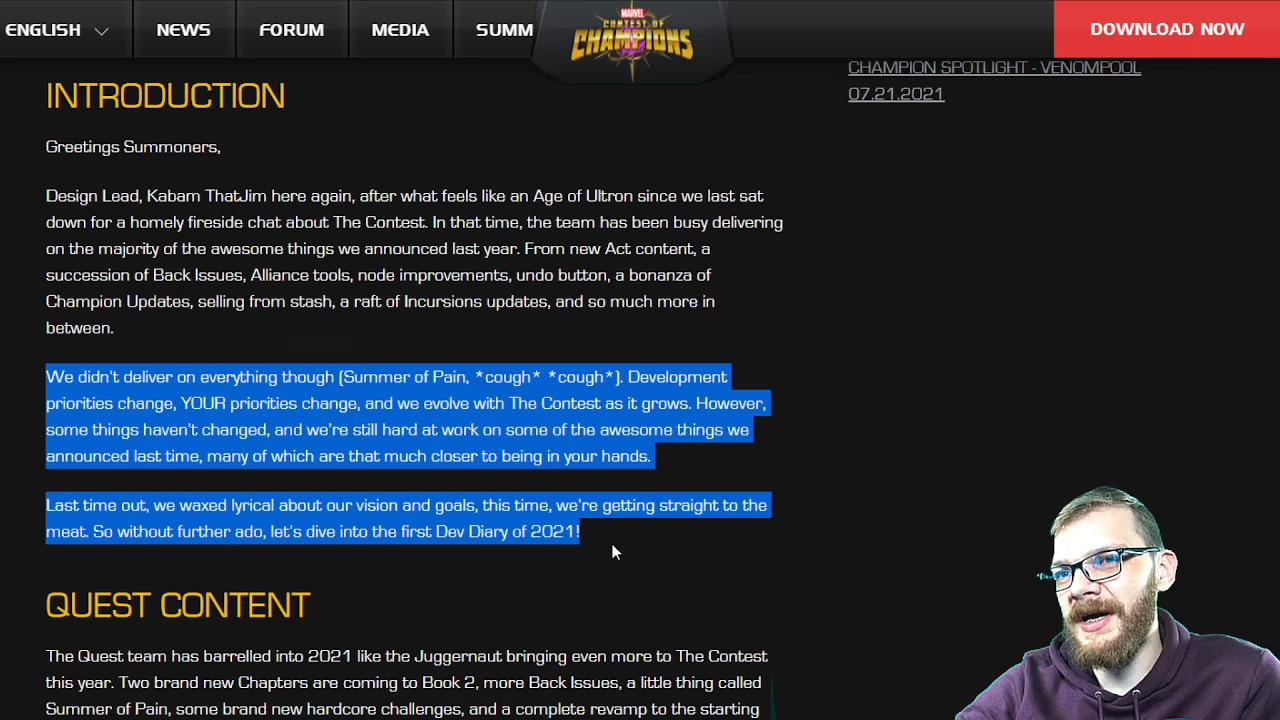 ENGLISH NEWS FORUM MEDIA SUMM
MARVEL
CONTEST OF
CHAMPIONS
DOWNLOAD NOW
CHAMPION SPOTLIGHT - VENOMPOOL
07.21.2021
INTRODUCTION
Greetings Summoners,
Design Lead, Kabam ThatJim here again, after what feels like an Age of Ultron since we last sat
down for a homely fireside chat about The Contest. In that time, the team has been busy delivering
on the majority of the awesome things we announced last year. From new Act content, a
succession of Back Issues, Alliance tools, node improvements, undo button, a bonanza of
Champion Updates, selling from stash, a raft of Incursions updates, and so much more in
between.
We didn't deliver on everything though (Summer of Pain, *cough* *cough*). Development
priorities change, YOUR priorities change, and we evolve with The Contest as it grows. However,
some things haven't changed, and we're still hard at work on some of the awesome things we
announced last time, many of which are that much closer to being in your hands.
Last time out, we waxed lyrical about our vision and goals, this time, we're getting straight to the
meat. So without further ado, let's dive into the first Dev Diary of 2021!
QUEST CONTENT
The Quest team has barrelled into 2021 like the Juggernaut bringing even more to The Contest
this year. Two brand new Chapters are coming to Book 2, more Back Issues, a little thing called
Summer of Pain, some brand new hardcore challenges, and a complete revamp to the starting